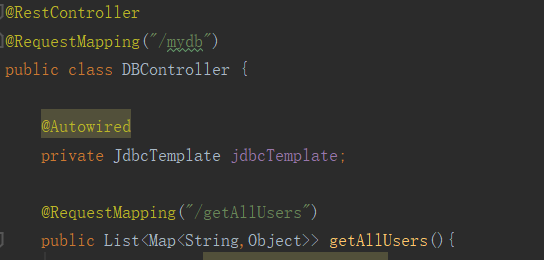 @RestController
@RequestMapping("/mydb")
public class DBController {
@Autowired
private JdbcTemplate jdbcTemplate;
@RequestMapping("/getAllUsers")
public List<Map<String,Object>> getAllUsers(){